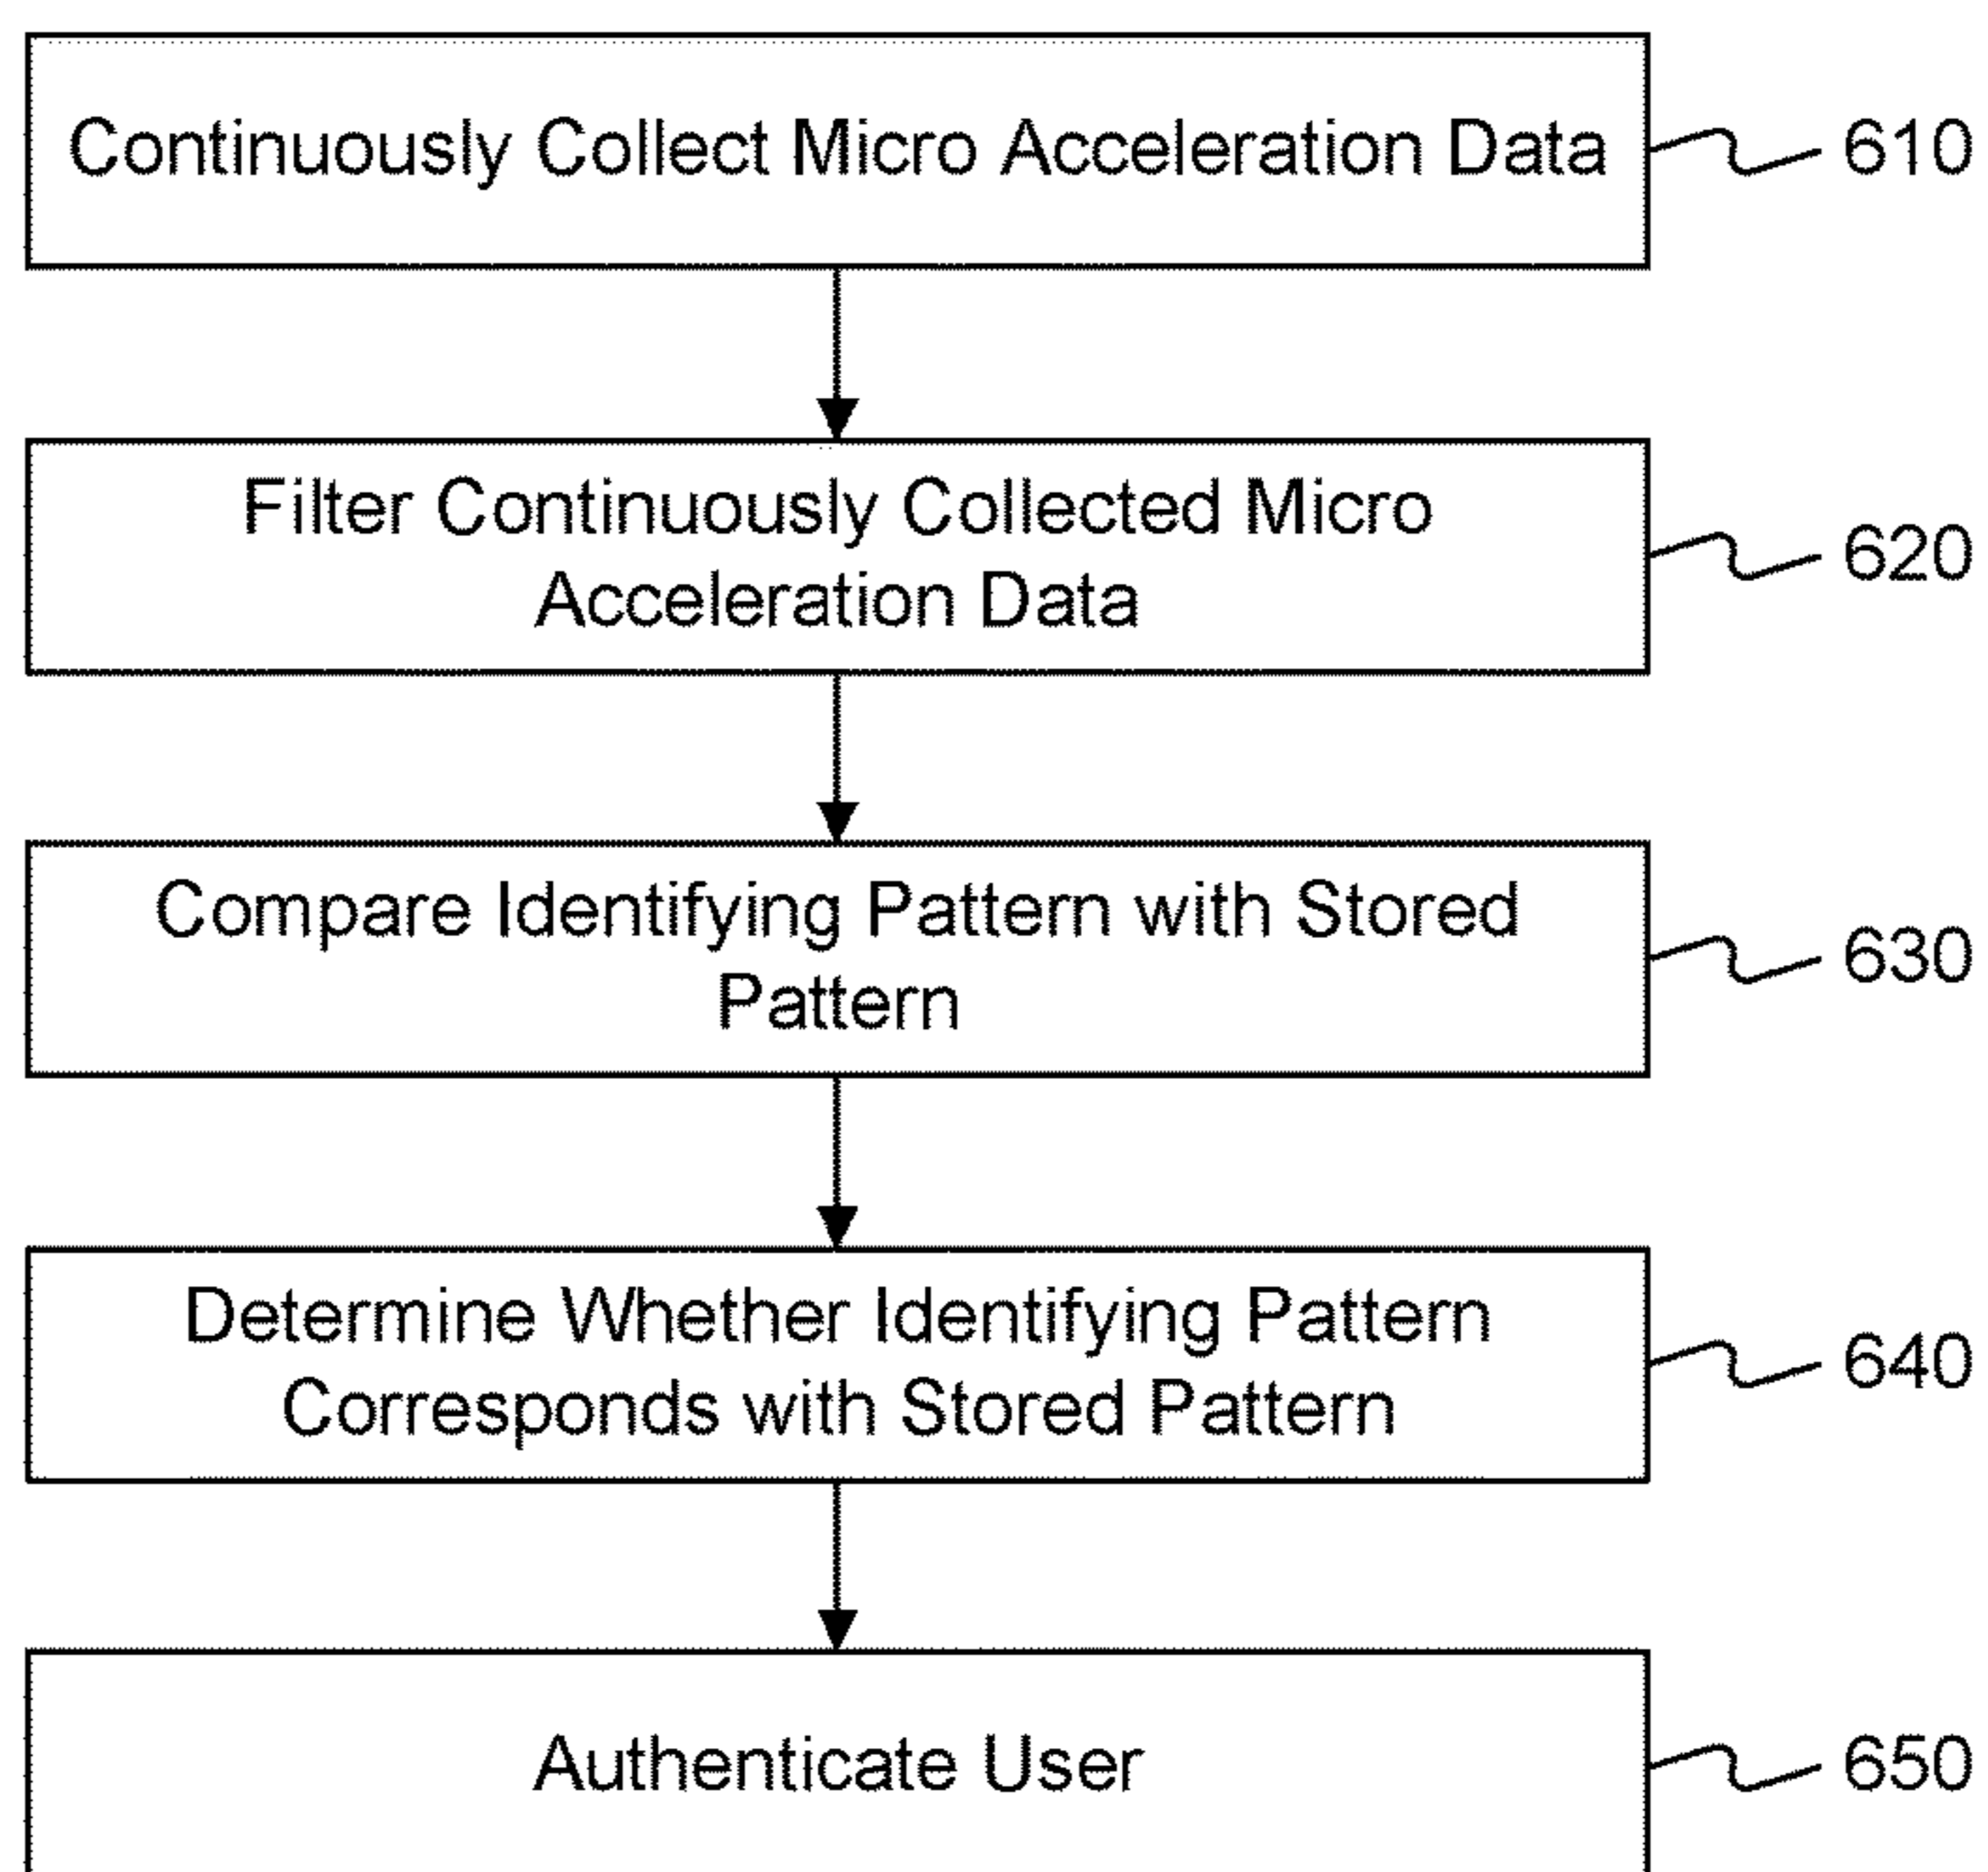 Continuously Collect Micro Acceleration Data
610
Filter Continuously Collected Micro
Acceleration Data
620
Compare Identifying Pattern with Stored
Pattern
630
Determine Whether Identifying Pattern
Corresponds with Stored Pattern
640
Authenticate User
650